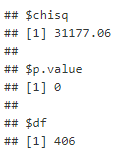 ## $chisq
## [1] 31177.06
##
## $p.value
## [1] 0
##
## $df
## [1] 406